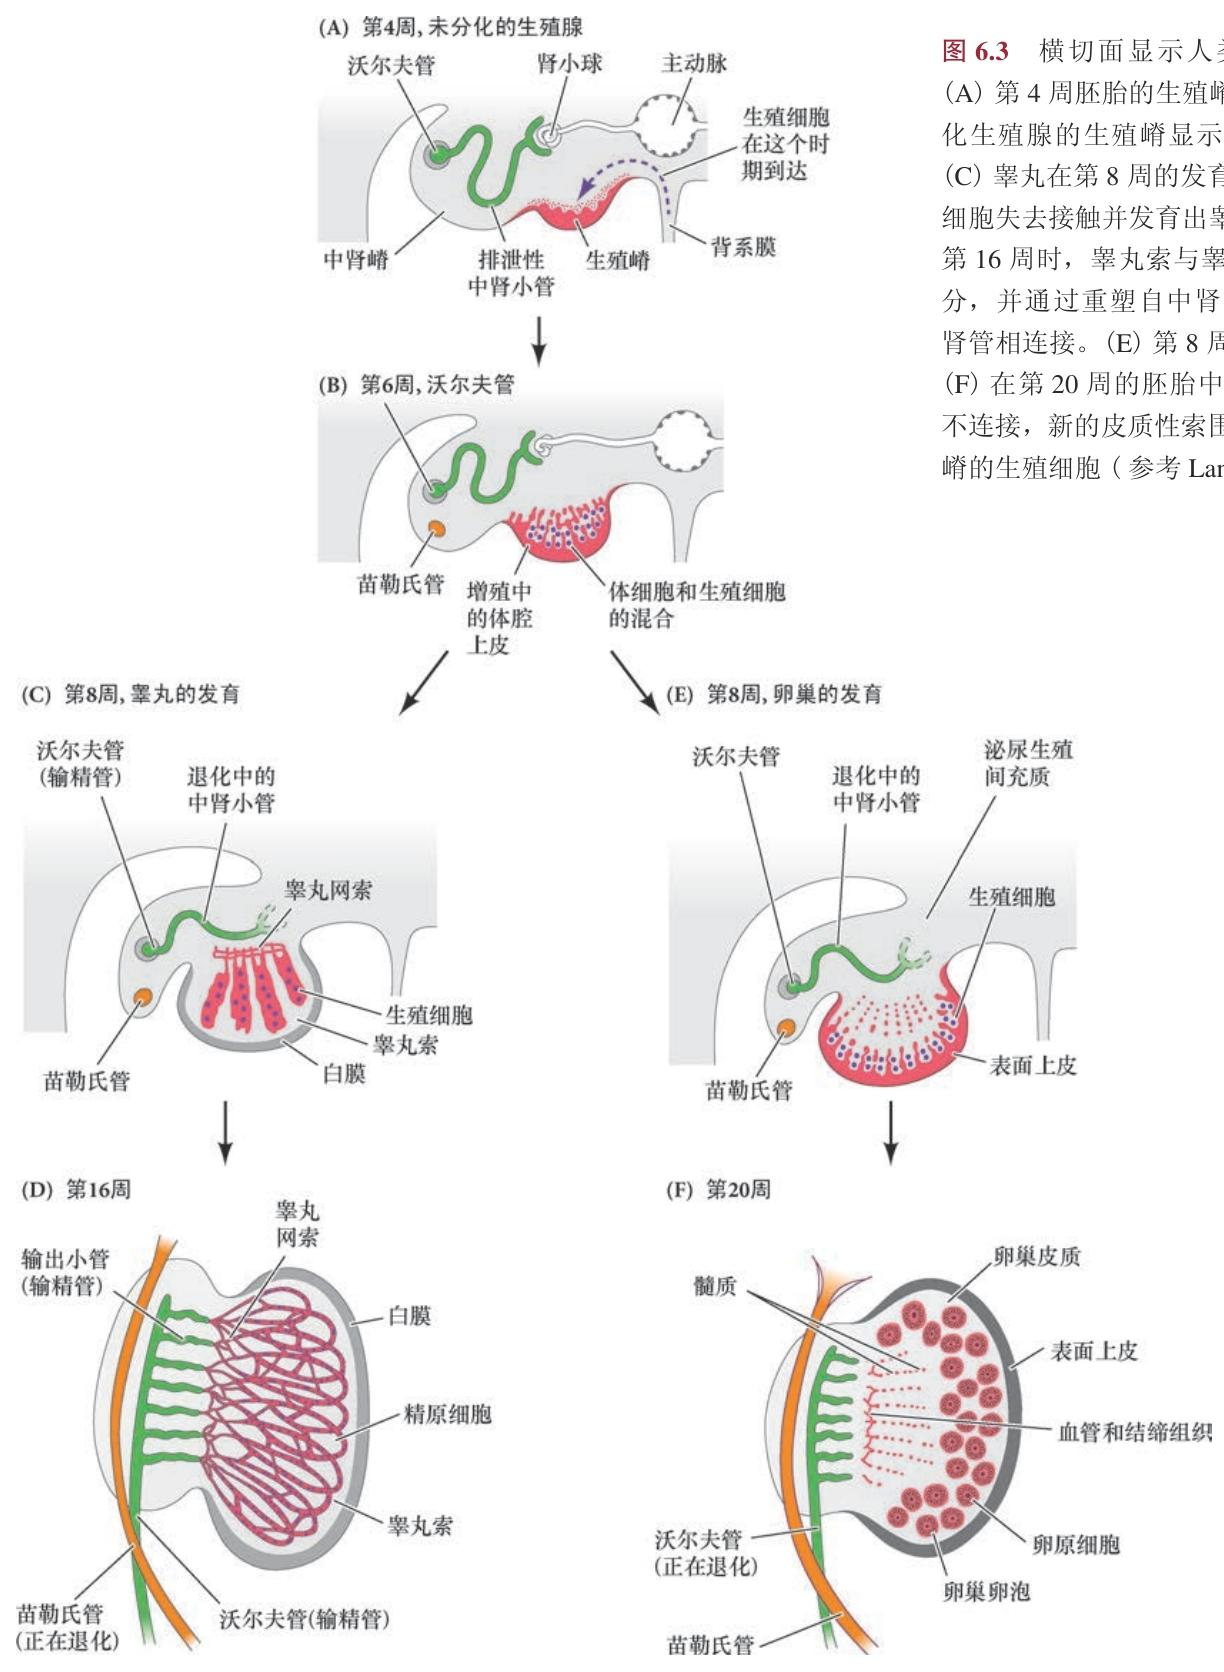 (A) 第4周, 未分化的生殖腺
沃尔夫管
肾小球
主动脉
生殖细胞
在这个时
期到达
中肾嵴
排泄性
中肾小管
生殖嵴
背系膜
图 6.3 横切面显示人类
(A) 第 4 周胚胎的生殖嵴
化生殖腺的生殖嵴显示
(C) 睾丸在第 8 周的发育
细胞失去接触并发育出睾
第 16 周时，睾丸索与睾
分，并通过重塑自中肾
肾管相连接。(E) 第 8 周
(F) 在第 20 周的胚胎中
不连接，新的皮质性索围
嵴的生殖细胞（参考 Lan
(B) 第6周, 沃尔夫管
苗勒氏管
增殖中
的体腔
上皮
体细胞和生殖细胞
的混合
(C) 第8周, 睾丸的发育
沃尔夫管
(输精管)
退化中的
中肾小管
睾丸网索
生殖细胞
睾丸索
白膜
苗勒氏管
(E) 第8周, 卵巢的发育
沃尔夫管
退化中的
中肾小管
泌尿生殖
间充质
生殖细胞
表面上皮
苗勒氏管
(D) 第16周
睾丸
网索
输出小管
(输精管)
白膜
精原细胞
睾丸索
苗勒氏管
(正在退化)
沃尔夫管(输精管)
(F) 第20周
髓质
卵巢皮质
表面上皮
血管和结缔组织
卵原细胞
卵巢卵泡
沃尔夫管
(正在退化)
苗勒氏管